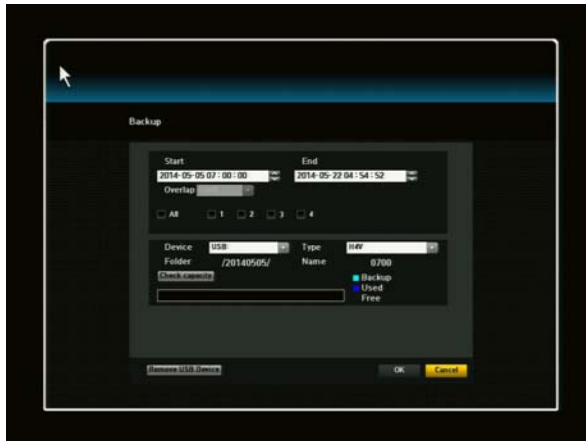 Backup
Start End
2014-05-05 07 : 00 : 00 2014-05-22 04 : 54 : 52
Overlap
All 1 2 3 4
Device USB: Type H4V
Folder /20140505/ Name 0700
Check capacity Backup
Used
Free
Remove USB Device OK Cancel